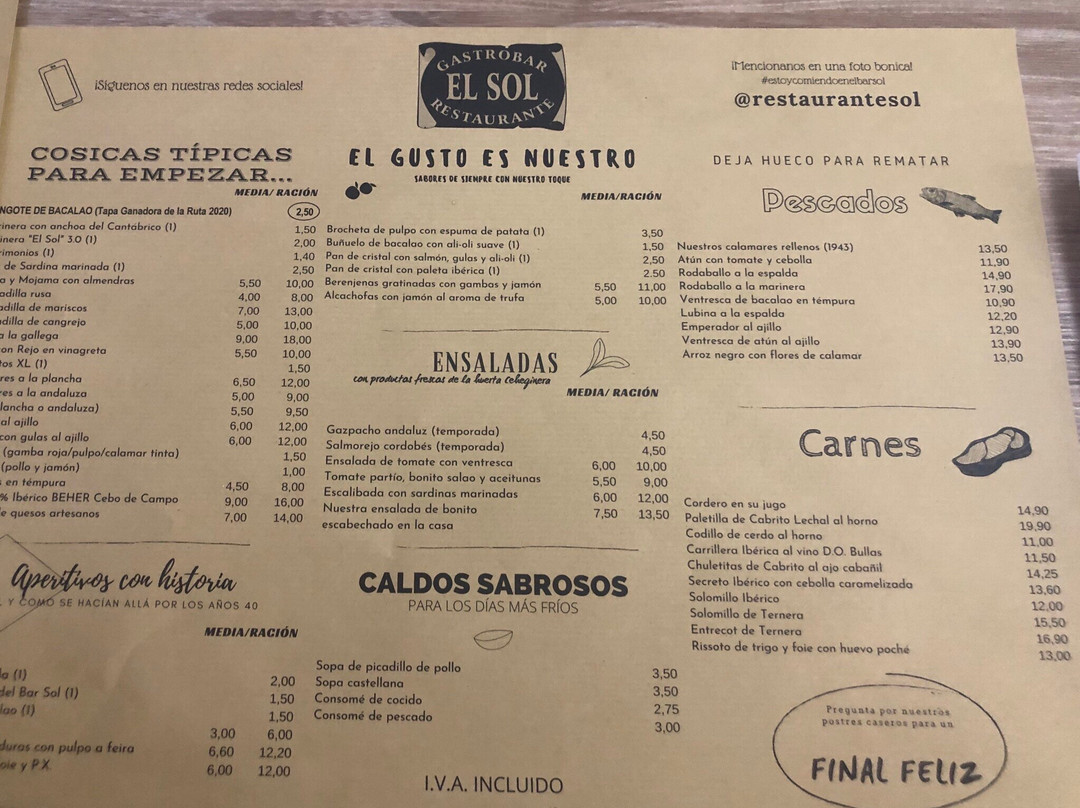 ¡Síguenos en nuestras redes sociales!
GASTROBAR
EL SOL
RESTAURANTE
¡Mencionanos en una foto bonica!
#estoycomiendoenelbarsol
@restaurantesol
COSICAS TÍPICAS
PARA EMPEZAR...
MEDIA/RACIÓN
NGOTE DE BACALAO (Tapa Ganadora de la Ruta 2020) 2,50
rinera con anchoa del Cantábrico (1) 1,50
inera "El Sol" 3.0 (1) 2,00
rimonios (1) 1,40
de Sardina marinada (1) 2,50
a y Mojama con almendras 5,50 10,00
adilla rusa 4,00 8,00
adilla de mariscos 7,00 13,00
adilla de cangrejo 5,00 10,00
a la gallega 9,00 18,00
con Rejo en vinagreta 5,50 10,00
tos XL (1) 1,50
res a la plancha 6,50 12,00
res a la andaluza 5,00 9,00
lancha o andaluza) 5,50 9,50
al ajillo 6,00 12,00
con gulas al ajillo 6,00 12,00
(gamba roja/pulpo/calamar tinta) 1,50
(pollo y jamón) 1,00
s en témpura 4,50 8,00
% Ibérico BEHER Cebo de Campo 9,00 16,00
e quesos artesanos 7,00 14,00
Aperitivos con historia
L Y COMO SE HACÍAN ALLÁ POR LOS AÑOS 40
MEDIA/RACIÓN
la (1) 2,00
del Bar Sol (1) 1,50
lao (1) 1,50
3,00 6,00
duras con pulpo a feira 6,60 12,20
oie y P.X. 6,00 12,00
EL GUSTO ES NUESTRO
SABORES DE SIEMPRE CON NUESTRO TOQUE
MEDIA/RACIÓN
Brocheta de pulpo con espuma de patata (1) 3,50
Buñuelo de bacalao con ali-oli suave (1) 1,50
Pan de cristal con salmón, gulas y ali-oli (1) 2,50
Pan de cristal con paleta ibérica (1) 2.50
Berenjenas gratinadas con gambas y jamón 5,50 11,00
Alcachofas con jamón al aroma de trufa 5,00 10,00
ENSALADAS
con productos frescos de la huerta Ceheginera
MEDIA/ RACIÓN
Gazpacho andaluz (temporada) 4,50
Salmorejo cordobés (temporada) 4,50
Ensalada de tomate con ventresca 6,00 10,00
Tomate partío, bonito salao y aceitunas 5,50 9,00
Escalibada con sardinas marinadas 6,00 12,00
Nuestra ensalada de bonito 7,50 13,50
escabechado en la casa
CALDOS SABROSOS
PARA LOS DÍAS MÁS FRÍOS
Sopa de picadillo de pollo 3,50
Sopa castellana 3,50
Consomé de cocido 2,75
Consomé de pescado 3,00
I.V.A. INCLUIDO
DEJA HUECO PARA REMATAR
Pescados
Nuestros calamares rellenos (1943) 13,50
Atún con tomate y cebolla 11,90
Rodaballo a la espalda 14,90
Rodaballo a la marinera 17,90
Ventresca de bacalao en témpura 10,90
Lubina a la espalda 12,20
Emperador al ajillo 12,90
Ventresca de atún al ajillo 13,90
Arroz negro con flores de calamar 13,50
Carnes
Cordero en su jugo 14,90
Paletilla de Cabrito Lechal al horno 19,90
Codillo de cerdo al horno 11,00
Carrillera Ibérica al vino D.O. Bullas 11,50
Chuletitas de Cabrito al ajo cabañil 14,25
Secreto Ibérico con cebolla caramelizada 13,60
Solomillo Ibérico 12,00
Solomillo de Ternera 15,50
Entrecot de Ternera 16,90
Rissoto de trigo y foie con huevo poché 13,00
Pregunta por nuestros
postres caseros para un
FINAL FELIZ